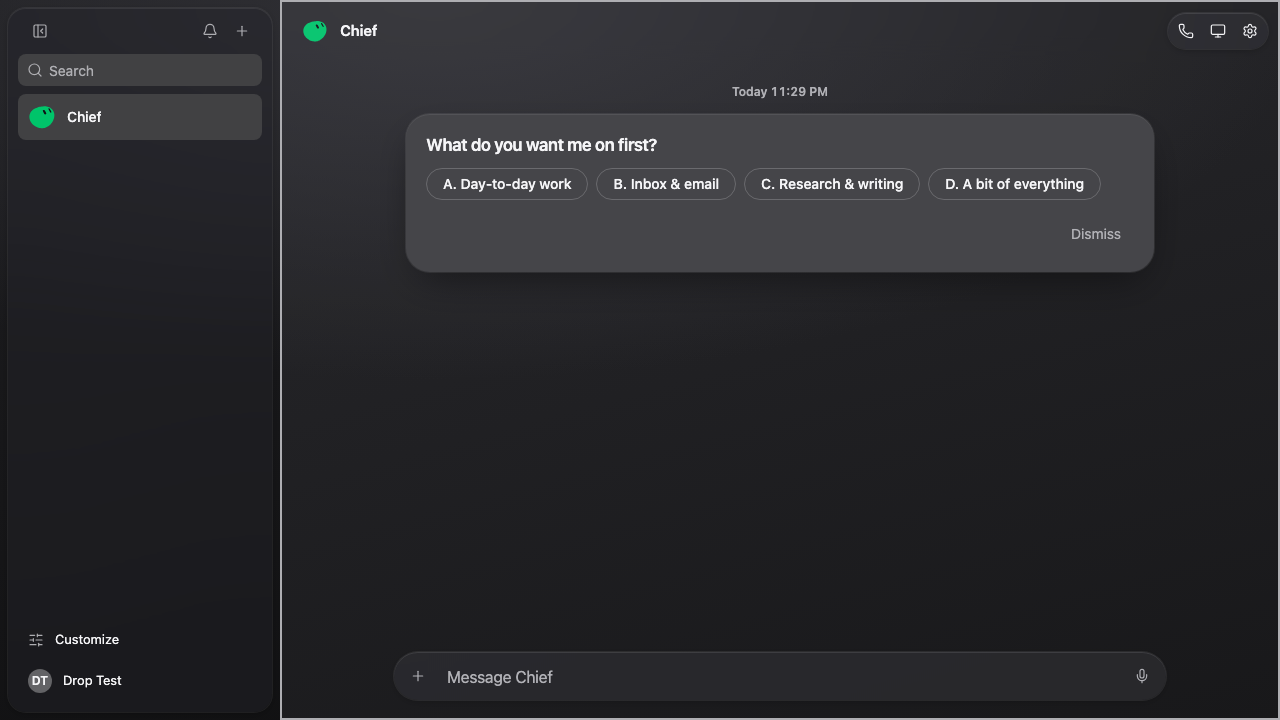 Search
Chief
Customize
DT Drop Test
Chief
Today 11:29 PM
What do you want me on first?
A. Day-to-day work
B. Inbox & email
C. Research & writing
D. A bit of everything
Dismiss
Message Chief